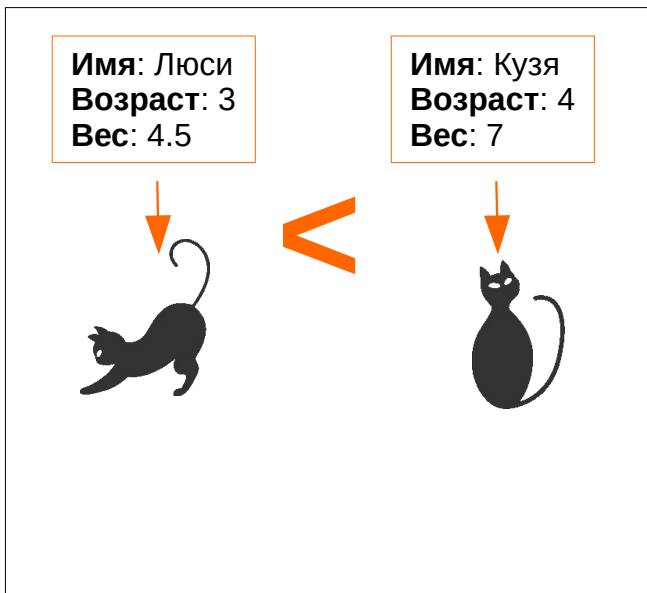 Имя: Люси
Возраст: 3
Вес: 4.5
Имя: Кузя
Возраст: 4
Вес: 7
<